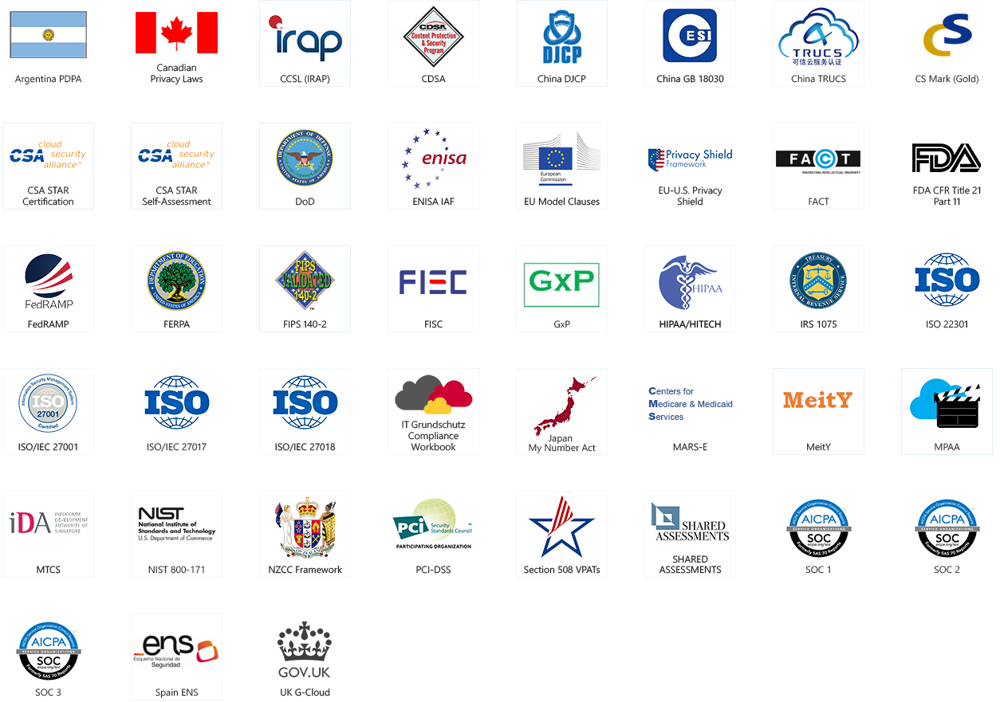 irap
CDSA
Content Protection
& Security
Program
DJCP
ESI
TRUCS
可信云服务认证
CS
Argentina PDPA
Canadian
Privacy Laws
CCSL (IRAP)
CDSA
China DJCP
China GB 18030
China TRUCS
CS Mark (Gold)
CSA cloud
security
alliance®
CSA cloud
security
alliance®
DEPARTMENT OF DEFENSE
UNITED STATES OF AMERICA
enisa
European
Commission
Privacy Shield
Framework
FACT
PROTECTING INTELLECTUAL PROPERTY
FDA
CSA STAR
Certification
CSA STAR
Self-Assessment
DoD
ENISA IAF
EU Model Clauses
EU-U.S. Privacy
Shield
FACT
FDA CFR Title 21
Part 11
FedRAMP
DEPARTMENT OF EDUCATION
UNITED STATES OF AMERICA
FIPS
VALIDATED
140-2
TM
FISC
GxP
HIPAA
TREASURY
INTERNAL REVENUE SERVICE
ISO
FedRAMP
FERPA
FIPS 140-2
FISC
GxP
HIPAA/HITECH
IRS 1075
ISO 22301
Information Security Management System
ISO
27001
Certified
ISO
ISO
Centers for
Medicare & Medicaid
Services
MeitY
ISO/IEC 27001
ISO/IEC 27017
ISO/IEC 27018
IT Grundschutz
Compliance
Workbook
Japan
My Number Act
MARS-E
MeitY
MPAA
iDA INFOCOMM
DEVELOPMENT
AUTHORITY OF
SINGAPORE
NIST
National Institute of
Standards and Technology
U.S. Department of Commerce
NEW ZEALAND
PCI Security
Standards Council
™
PARTICIPATING ORGANIZATION
SHARED
ASSESSMENTS
AICPA
SERVICE ORGANIZATIONS
SOC
aicpa.org/soc
Formerly SAS 70 Reports
AICPA
SERVICE ORGANIZATIONS
SOC
aicpa.org/soc
Formerly SAS 70 Reports
MTCS
NIST 800-171
NZCC Framework
PCI-DSS
Section 508 VPATs
SHARED
ASSESSMENTS
SOC 1
SOC 2
AICPA
SERVICE ORGANIZATIONS
SOC
aicpa.org/soc
Formerly SAS 70 Reports
ens
Esquema Nacional de
Seguridad
GOV.UK
SOC 3
Spain ENS
UK G-Cloud